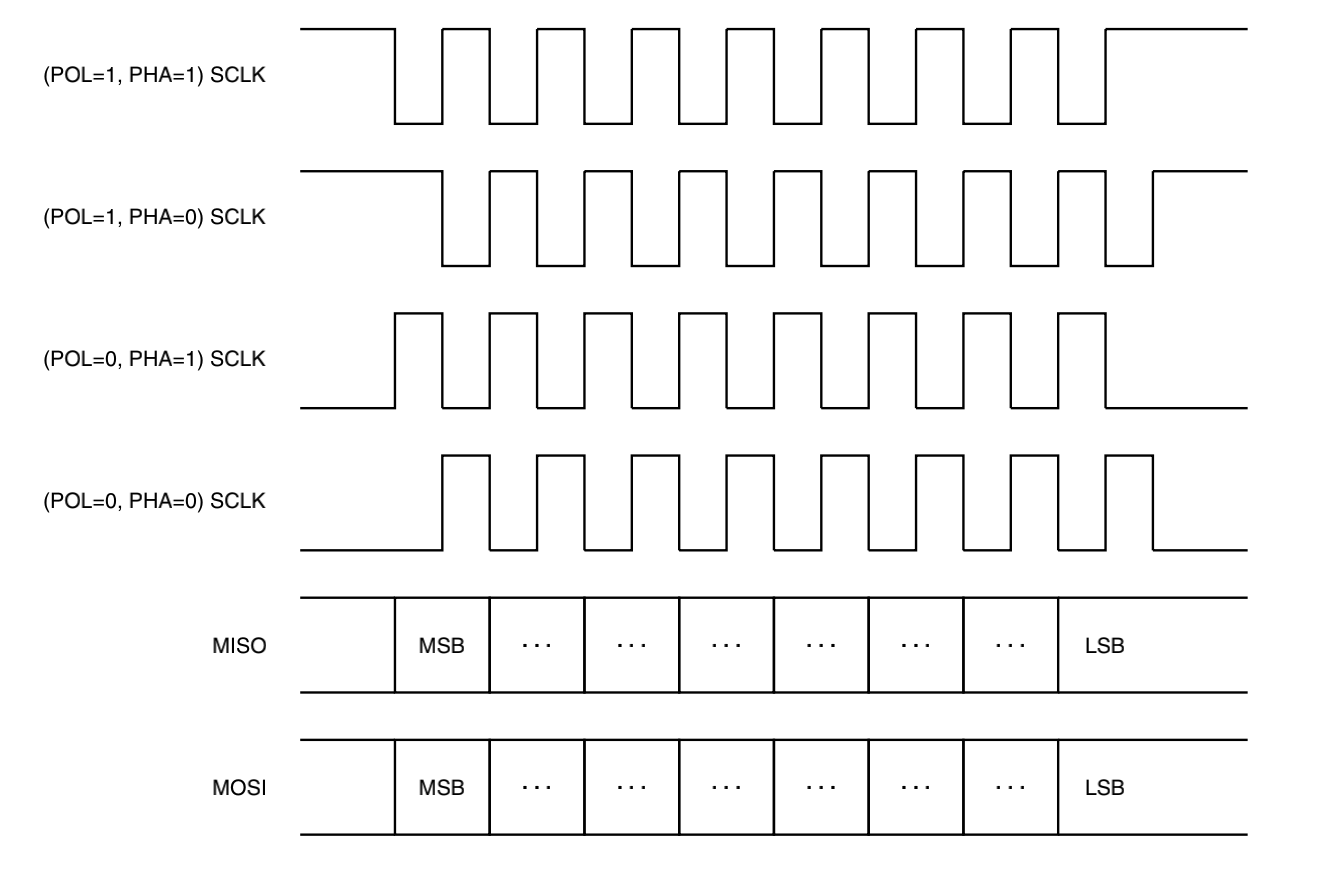 (POL=1, PHA=1) SCLK
(POL=1, PHA=0) SCLK
(POL=0, PHA=1) SCLK
(POL=0, PHA=0) SCLK
MISO MSB ... ... ... ... ... ... LSB
MOSI MSB ... ... ... ... ... ... LSB